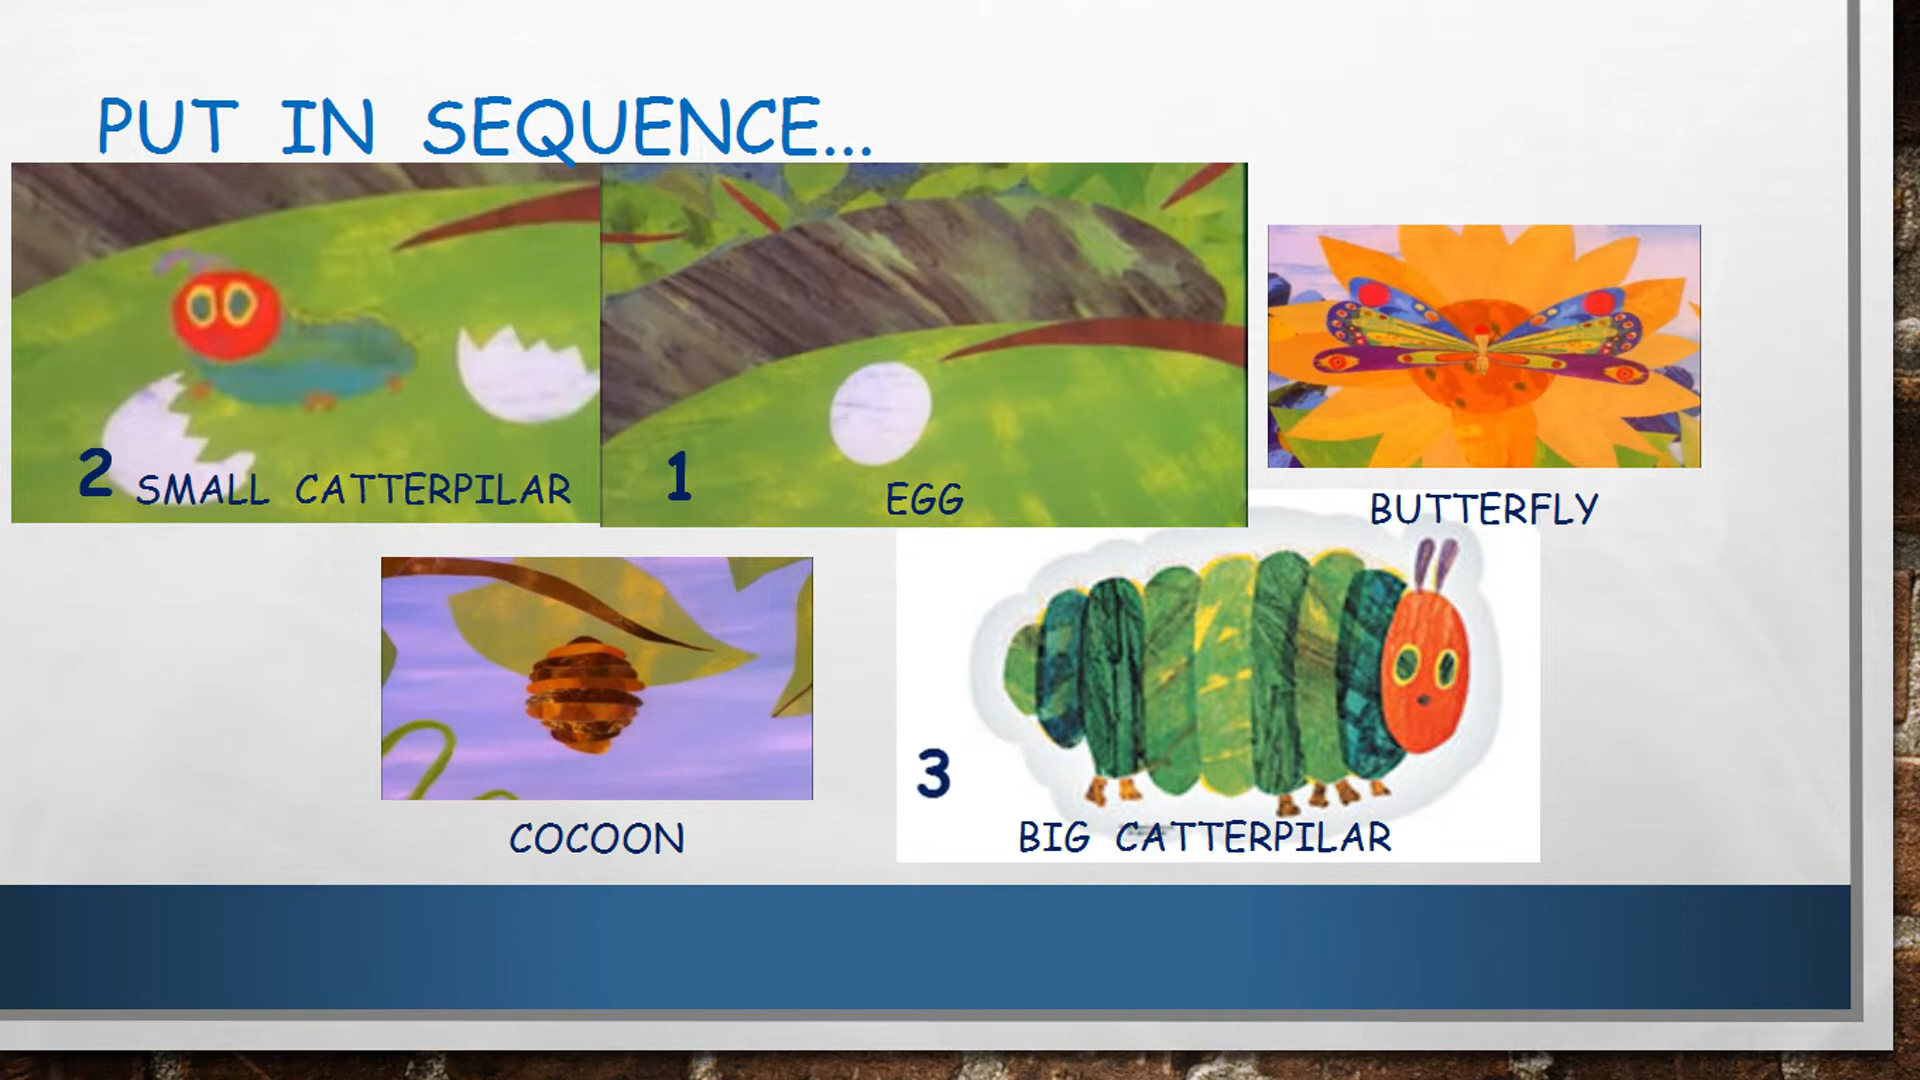 PUT IN SEQUENCE...
2 SMALL CATTERPILAR
1 EGG
BUTTERFLY
COCOON
3
BIG CATTERPILAR